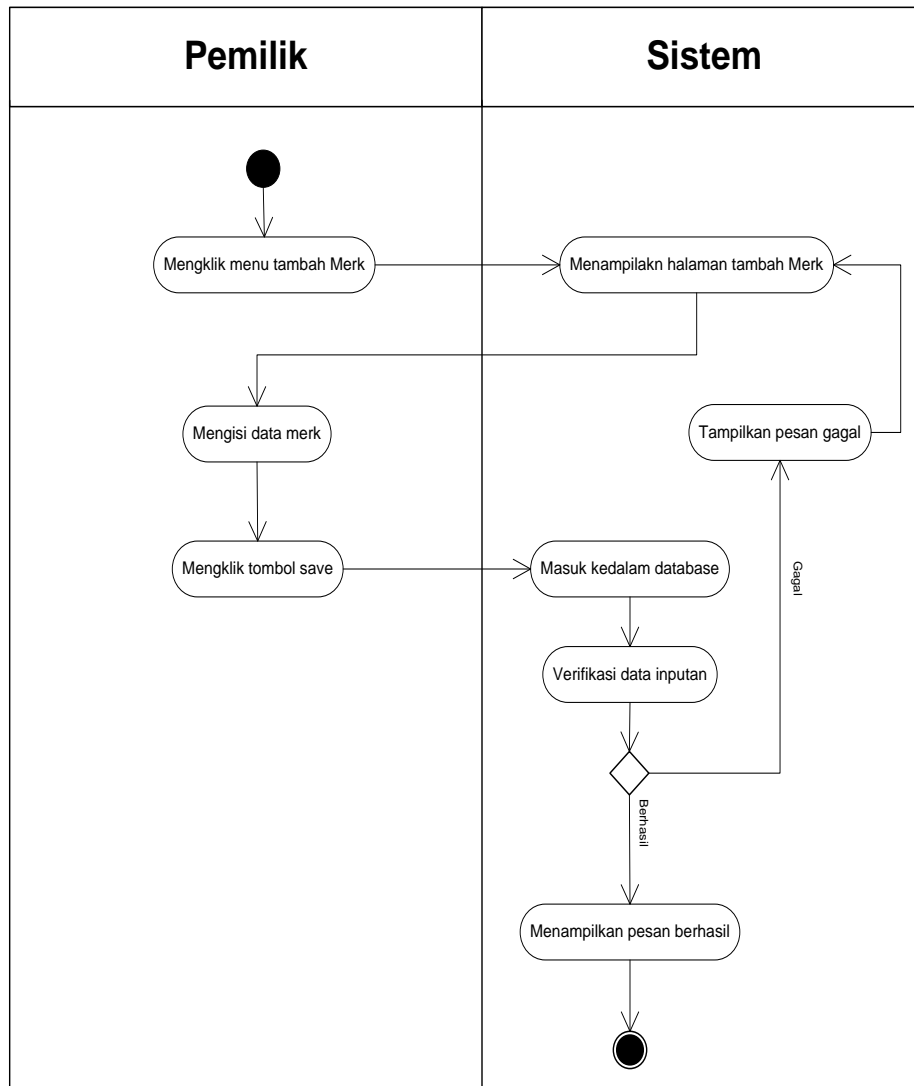 Pemilik
Sistem
Mengklik menu tambah Merk
Menampilakn halaman tambah Merk
Mengisi data merk
Tampilkan pesan gagal
Mengklik tombol save
Masuk kedalam database
Gagal
Verifikasi data inputan
Berhasil
Menampilkan pesan berhasil